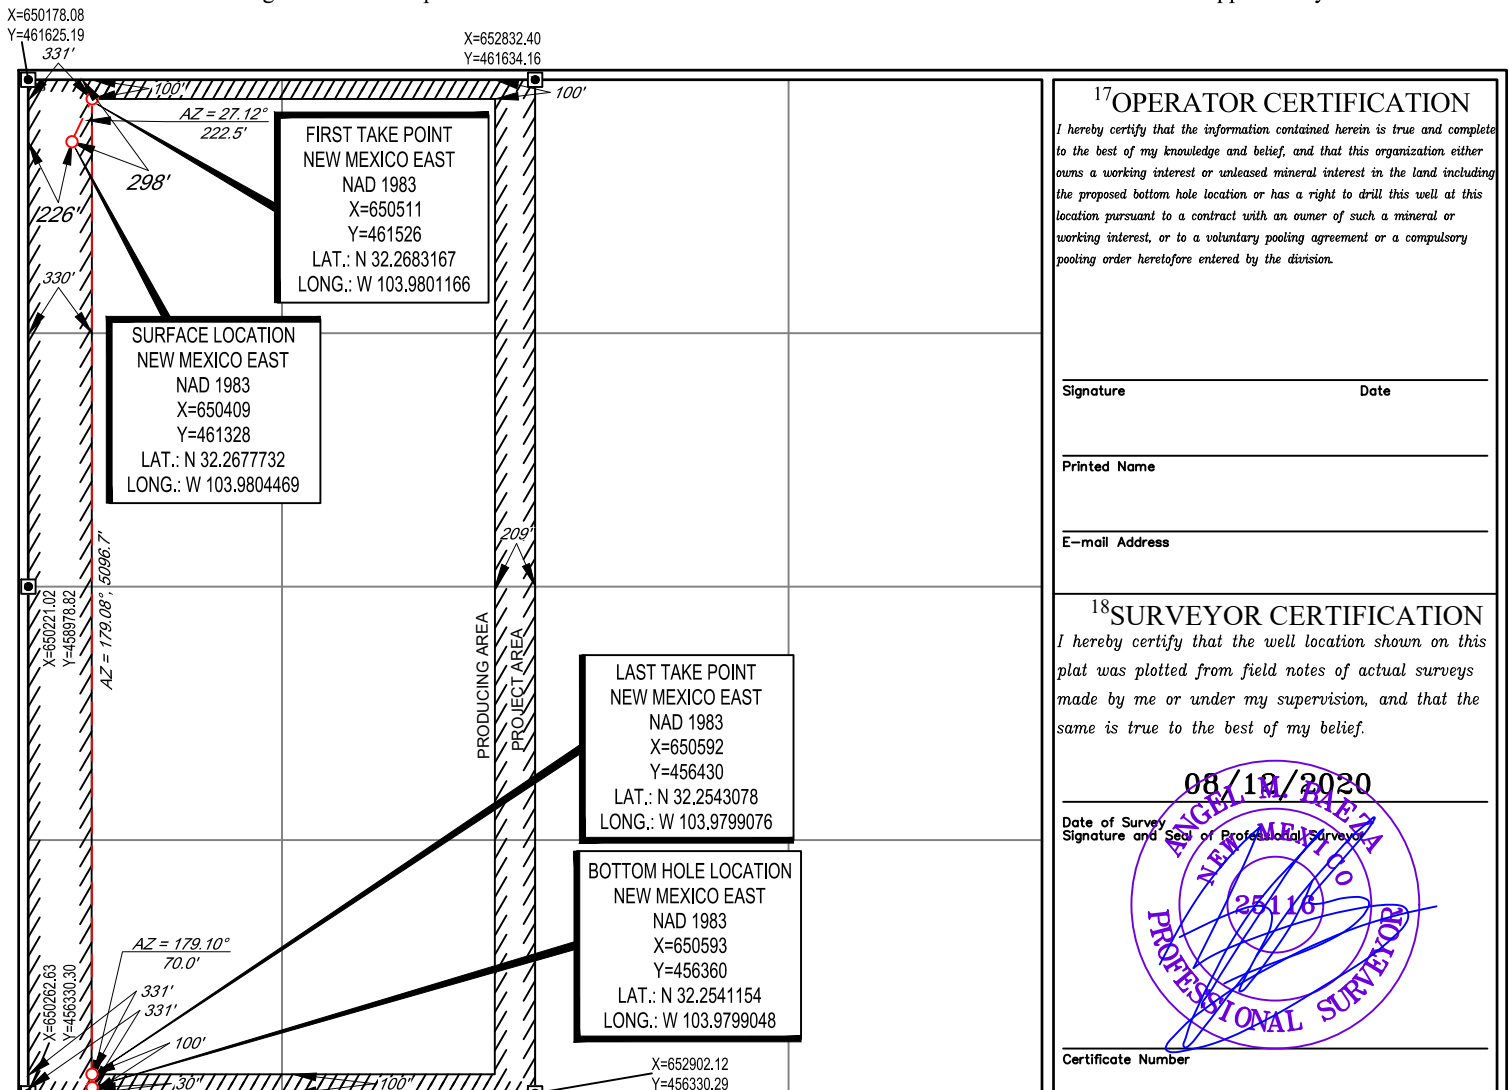 X=650178.08
Y=461625.19
331'
X=652832.40
Y=461634.16
100'
100'
AZ = 27.12°
222.5'
298'
226'
330'
FIRST TAKE POINT
NEW MEXICO EAST
NAD 1983
X=650511
Y=461526
LAT.: N 32.2683167
LONG.: W 103.9801166
SURFACE LOCATION
NEW MEXICO EAST
NAD 1983
X=650409
Y=461328
LAT.: N 32.2677732
LONG.: W 103.9804469
209'
X=650221.02
Y=458978.82
AZ = 179.08°, 5096.7'
PRODUCING AREA
PROJECT AREA
LAST TAKE POINT
NEW MEXICO EAST
NAD 1983
X=650592
Y=456430
LAT.: N 32.2543078
LONG.: W 103.9799076
BOTTOM HOLE LOCATION
NEW MEXICO EAST
NAD 1983
X=650593
Y=456360
LAT.: N 32.2541154
LONG.: W 103.9799048
AZ = 179.10°
70.0'
X=650262.63
Y=456330.30
331'
331'
100'
30'
100'
X=652902.12
Y=456330.29
17 OPERATOR CERTIFICATION
I hereby certify that the information contained herein is true and complete
to the best of my knowledge and belief, and that this organization either
owns a working interest or unleased mineral interest in the land including
the proposed bottom hole location or has a right to drill this well at this
location pursuant to a contract with an owner of such a mineral or
working interest, or to a voluntary pooling agreement or a compulsory
pooling order heretofore entered by the division.
Signature Date
Printed Name
E-mail Address
18 SURVEYOR CERTIFICATION
I hereby certify that the well location shown on this
plat was plotted from field notes of actual surveys
made by me or under my supervision, and that the
same is true to the best of my belief.
08/19/2020
Date of Survey
Signature and Seal of Professional Surveyor
ANGEL M. BAEZA
NEW MEXICO
25116
PROFESSIONAL SURVEYOR
Certificate Number